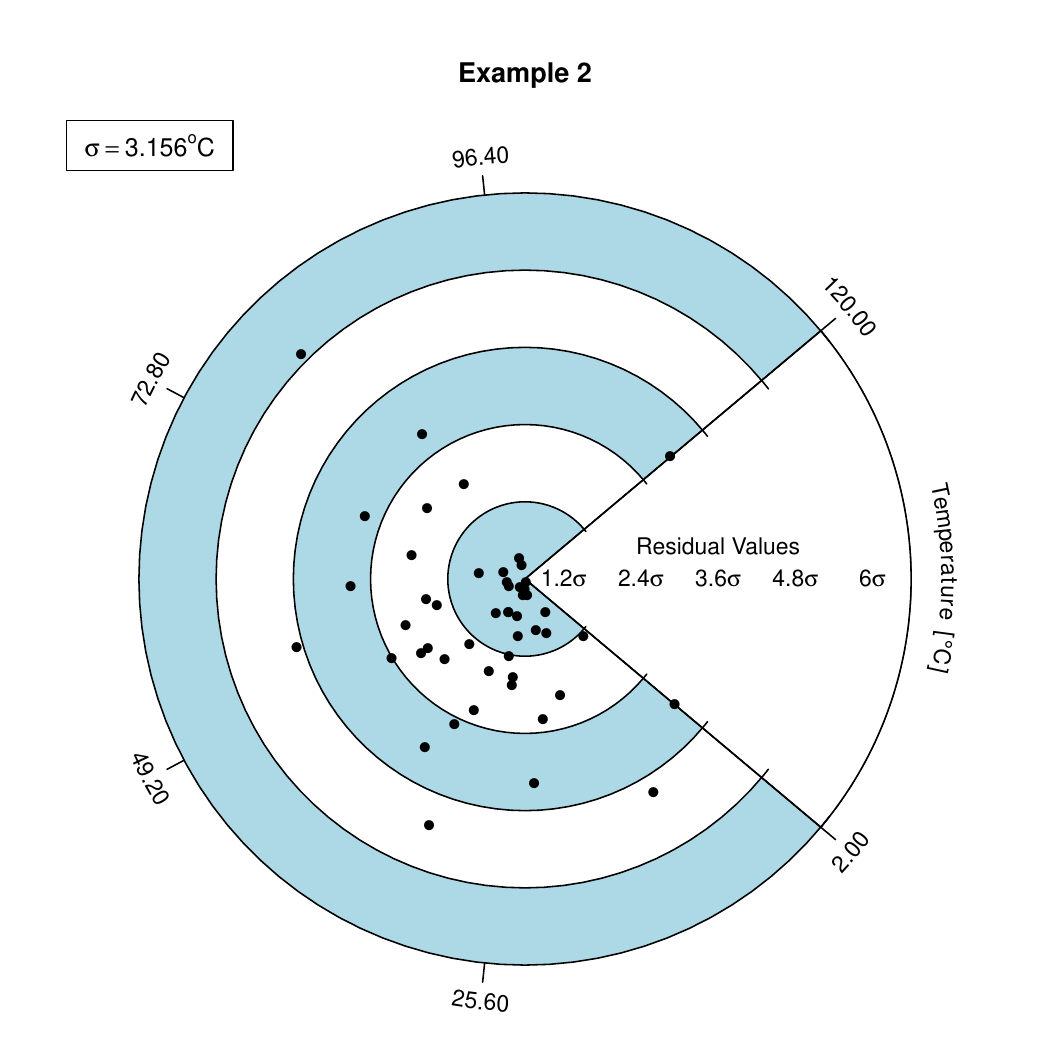 Example 2
σ = 3.156°C
96.40
120.00
72.80
Residual Values
1.2σ 2.4σ 3.6σ 4.8σ 6σ
Temperature [°C]
49.20
2.00
25.60